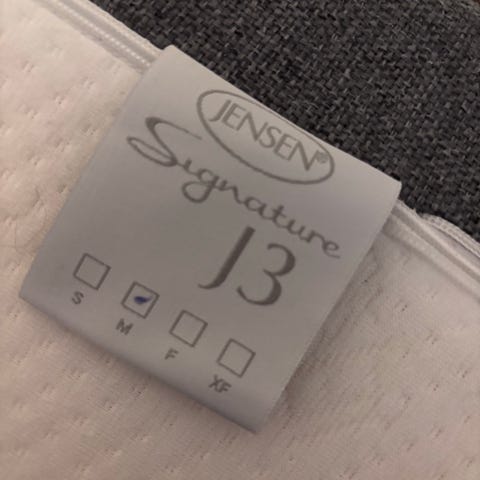 JENSEN®
Signature
J3
S M F XF